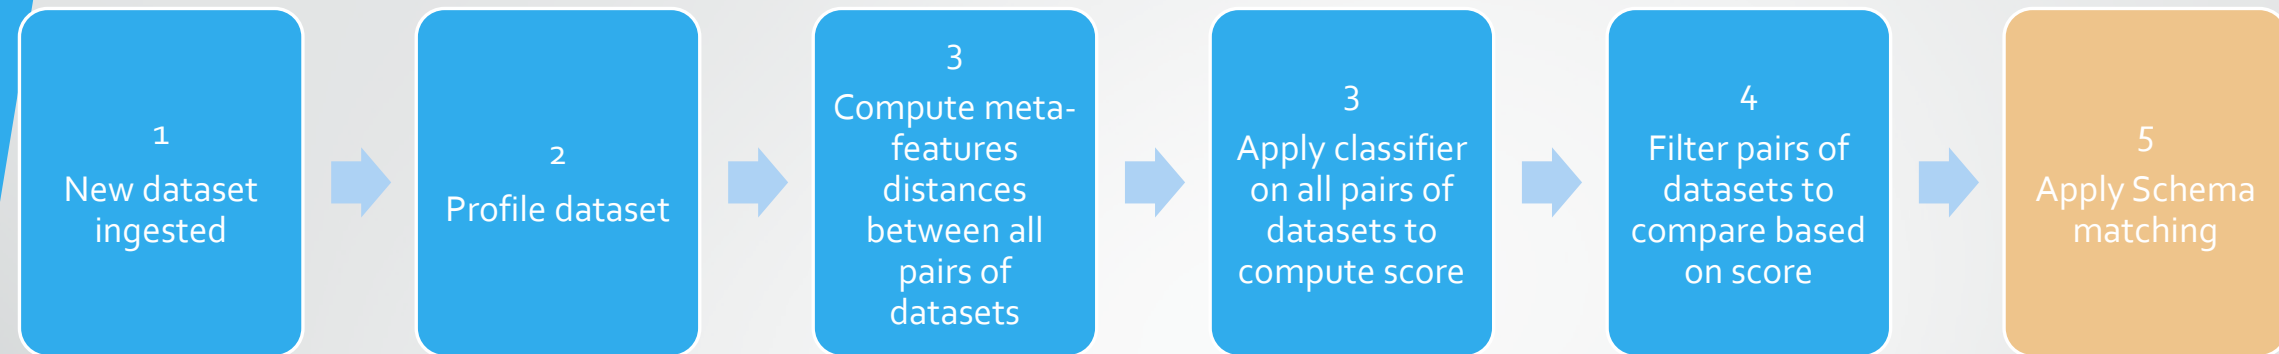 1
New dataset
ingested
2
Profile dataset
3
Compute meta-
features
distances
between all
pairs of
datasets
3
Apply classifier
on all pairs of
datasets to
compute score
4
Filter pairs of
datasets to
compare based
on score
5
Apply Schema
matching